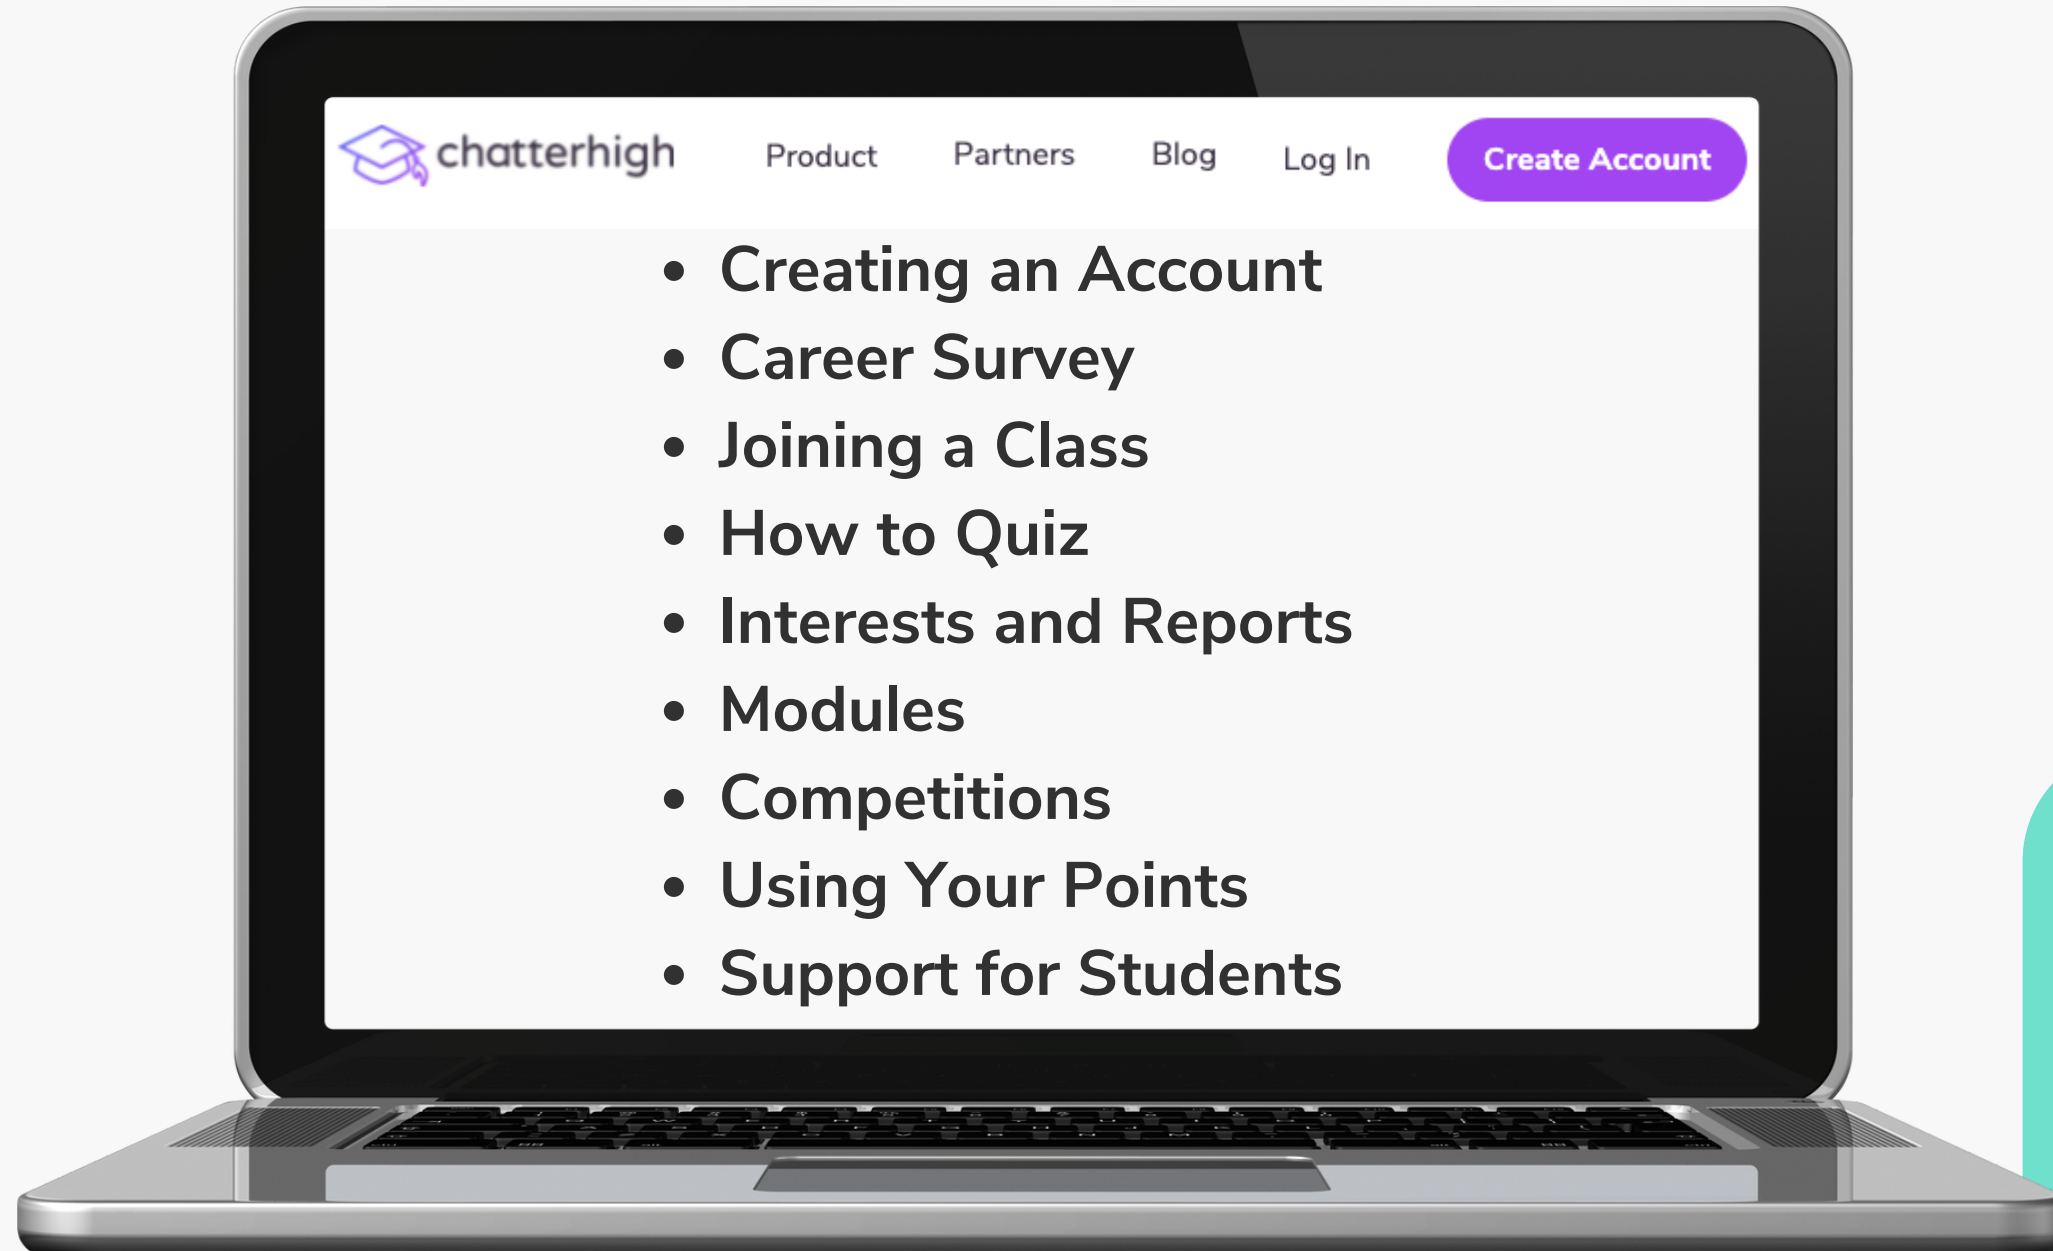 chatterhigh
Product
Partners
Blog
Log In
Create Account
• Creating an Account
• Career Survey
• Joining a Class
• How to Quiz
• Interests and Reports
• Modules
• Competitions
• Using Your Points
• Support for Students